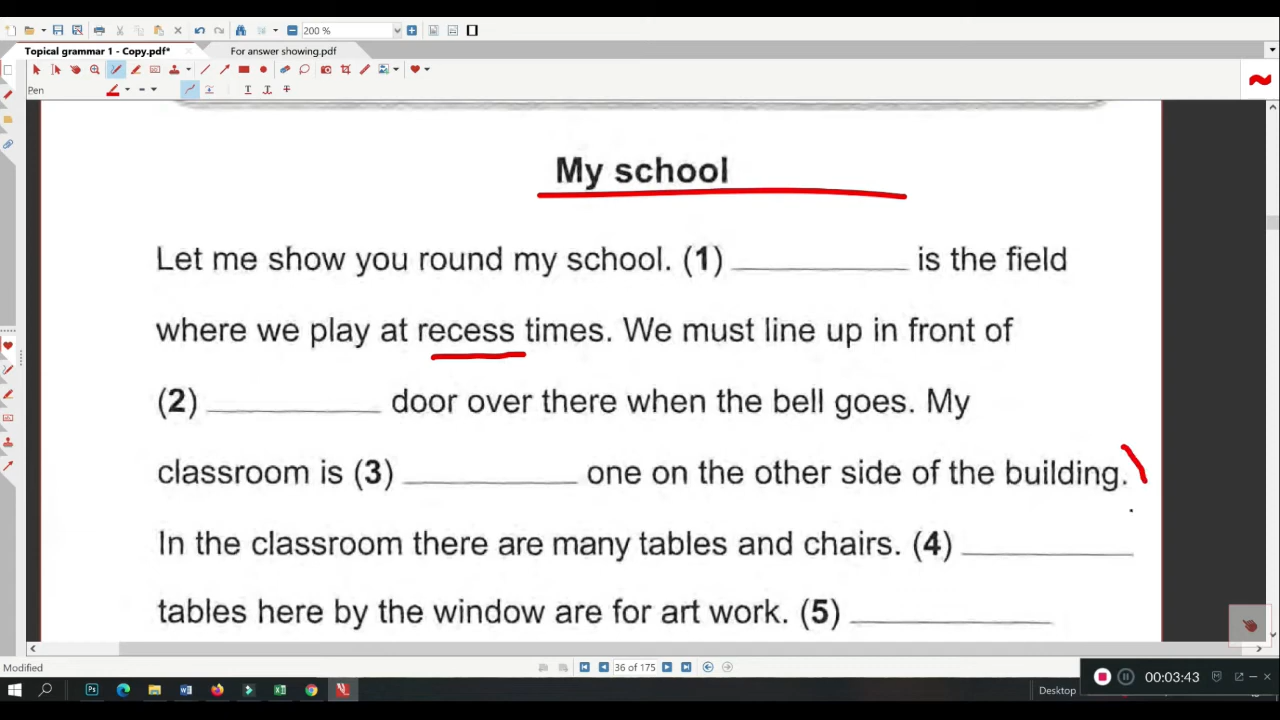 200 %
Topical grammar 1 - Copy.pdf*
For answer showing.pdf
Pen
My school
Let me show you round my school. (1) ____________ is the field
where we play at recess times. We must line up in front of
(2) ____________ door over there when the bell goes. My
classroom is (3) ____________ one on the other side of the building.
In the classroom there are many tables and chairs. (4) ____________
tables here by the window are for art work. (5) ____________
Modified
36 of 175
00:03:43
Desktop